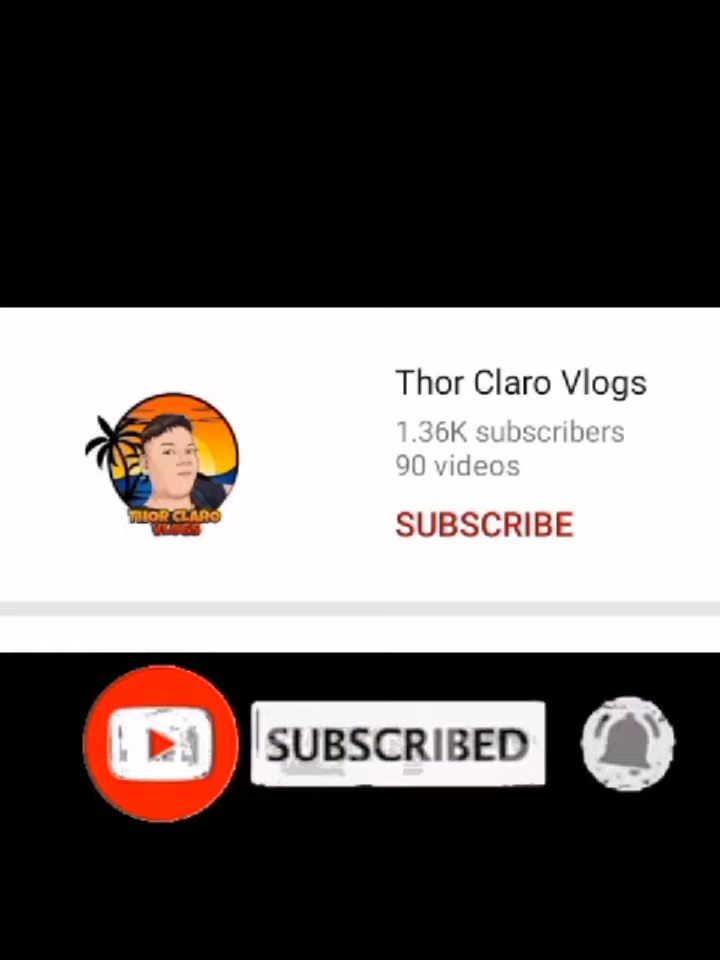 Thor Claro Vlogs
1.36K subscribers
90 videos
SUBSCRIBE
THOR CLARO
VLOGS
SUBSCRIBED